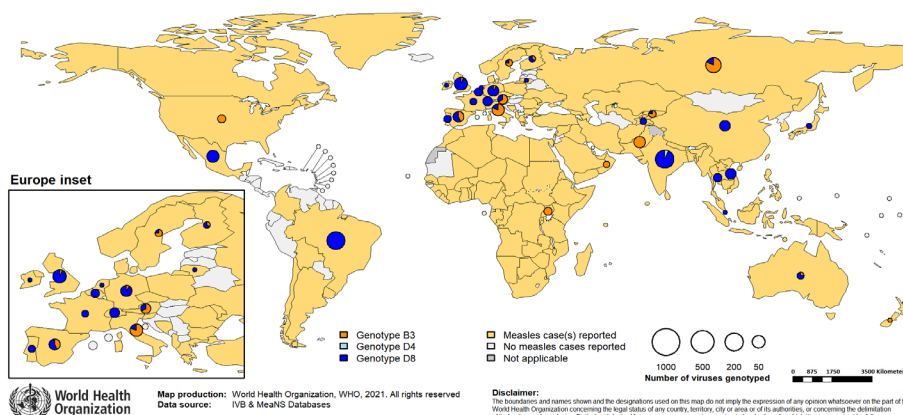 Europe inset
Genotype B3
Genotype D4
Genotype D8
Measles case(s) reported
No measles cases reported
Not applicable
1000 500 200 50
Number of viruses genotyped
0 875 1750 3500 Kilometer
World Health
Organization
Map production: World Health Organization, WHO, 2021. All rights reserved
Data source: IVB & MeaNS Databases
Disclaimer:
The boundaries and names shown and the designations used on this map do not imply the expression of any opinion whatsoever on the part of t
World Health Organization concerning the legal status of any country, territory, city or area or of its authorities, or concerning the delimitation